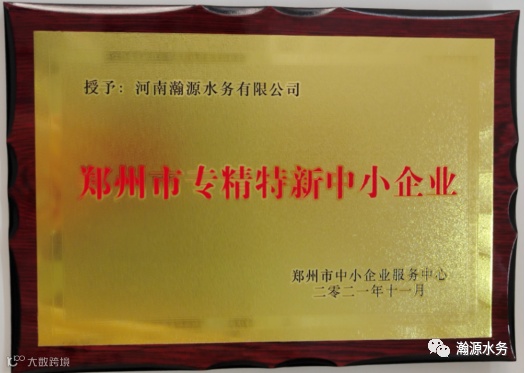 授予：河南瀚源水务有限公司
郑州市专精特新中小企业
郑州市中小企业服务中心
二零二一年十一月
瀚源水务
大数跨境